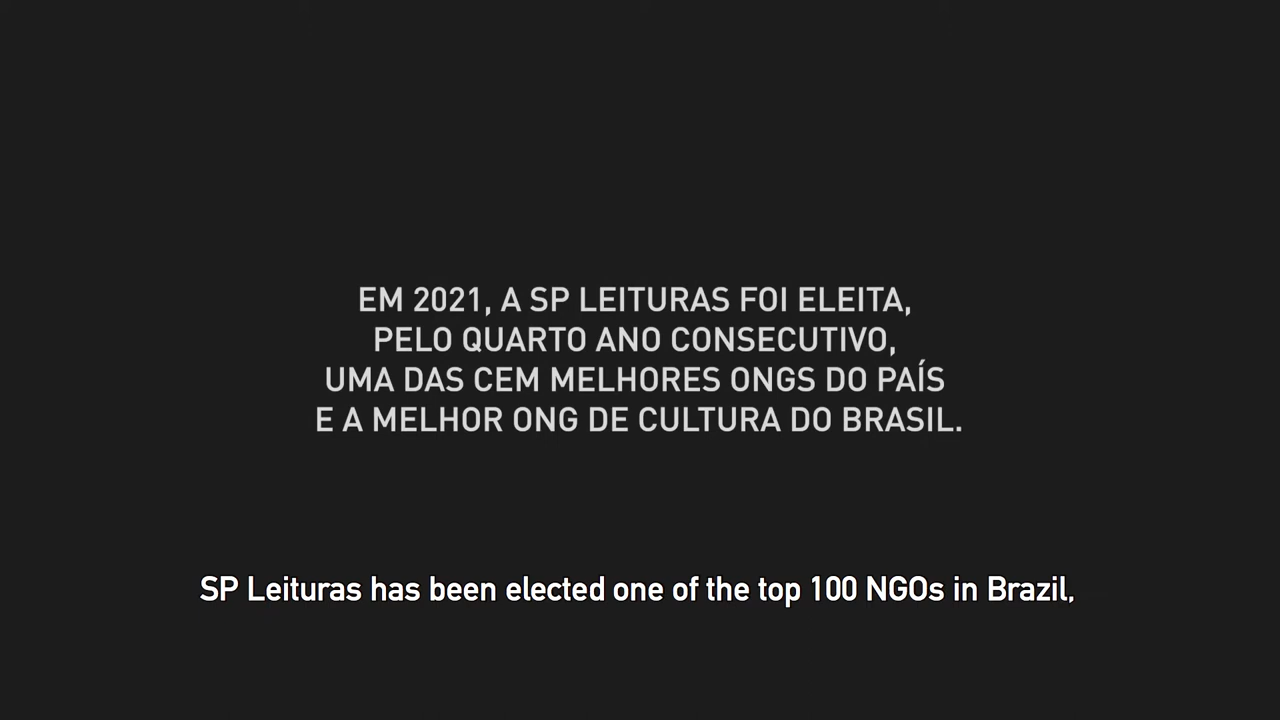 EM 2021, A SP LEITURAS FOI ELEITA,
PELO QUARTO ANO CONSECUTIVO,
UMA DAS CEM MELHORES ONGS DO PAÍS
E A MELHOR ONG DE CULTURA DO BRASIL.
SP Leituras has been elected one of the top 100 NGOs in Brazil,